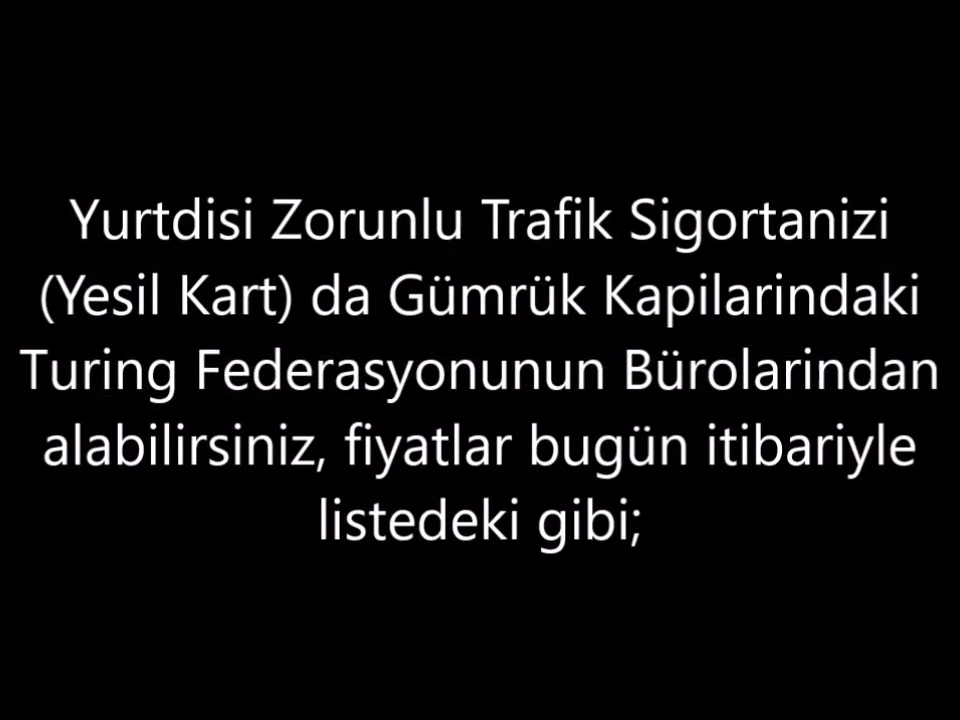 Yurtdisi Zorunlu Trafik Sigortanizi
(Yesil Kart) da Gümrük Kapilarindaki
Turing Federasyonunun Bürolarindan
alabilirsiniz, fiyatlar bugün itibariyle
listedeki gibi;